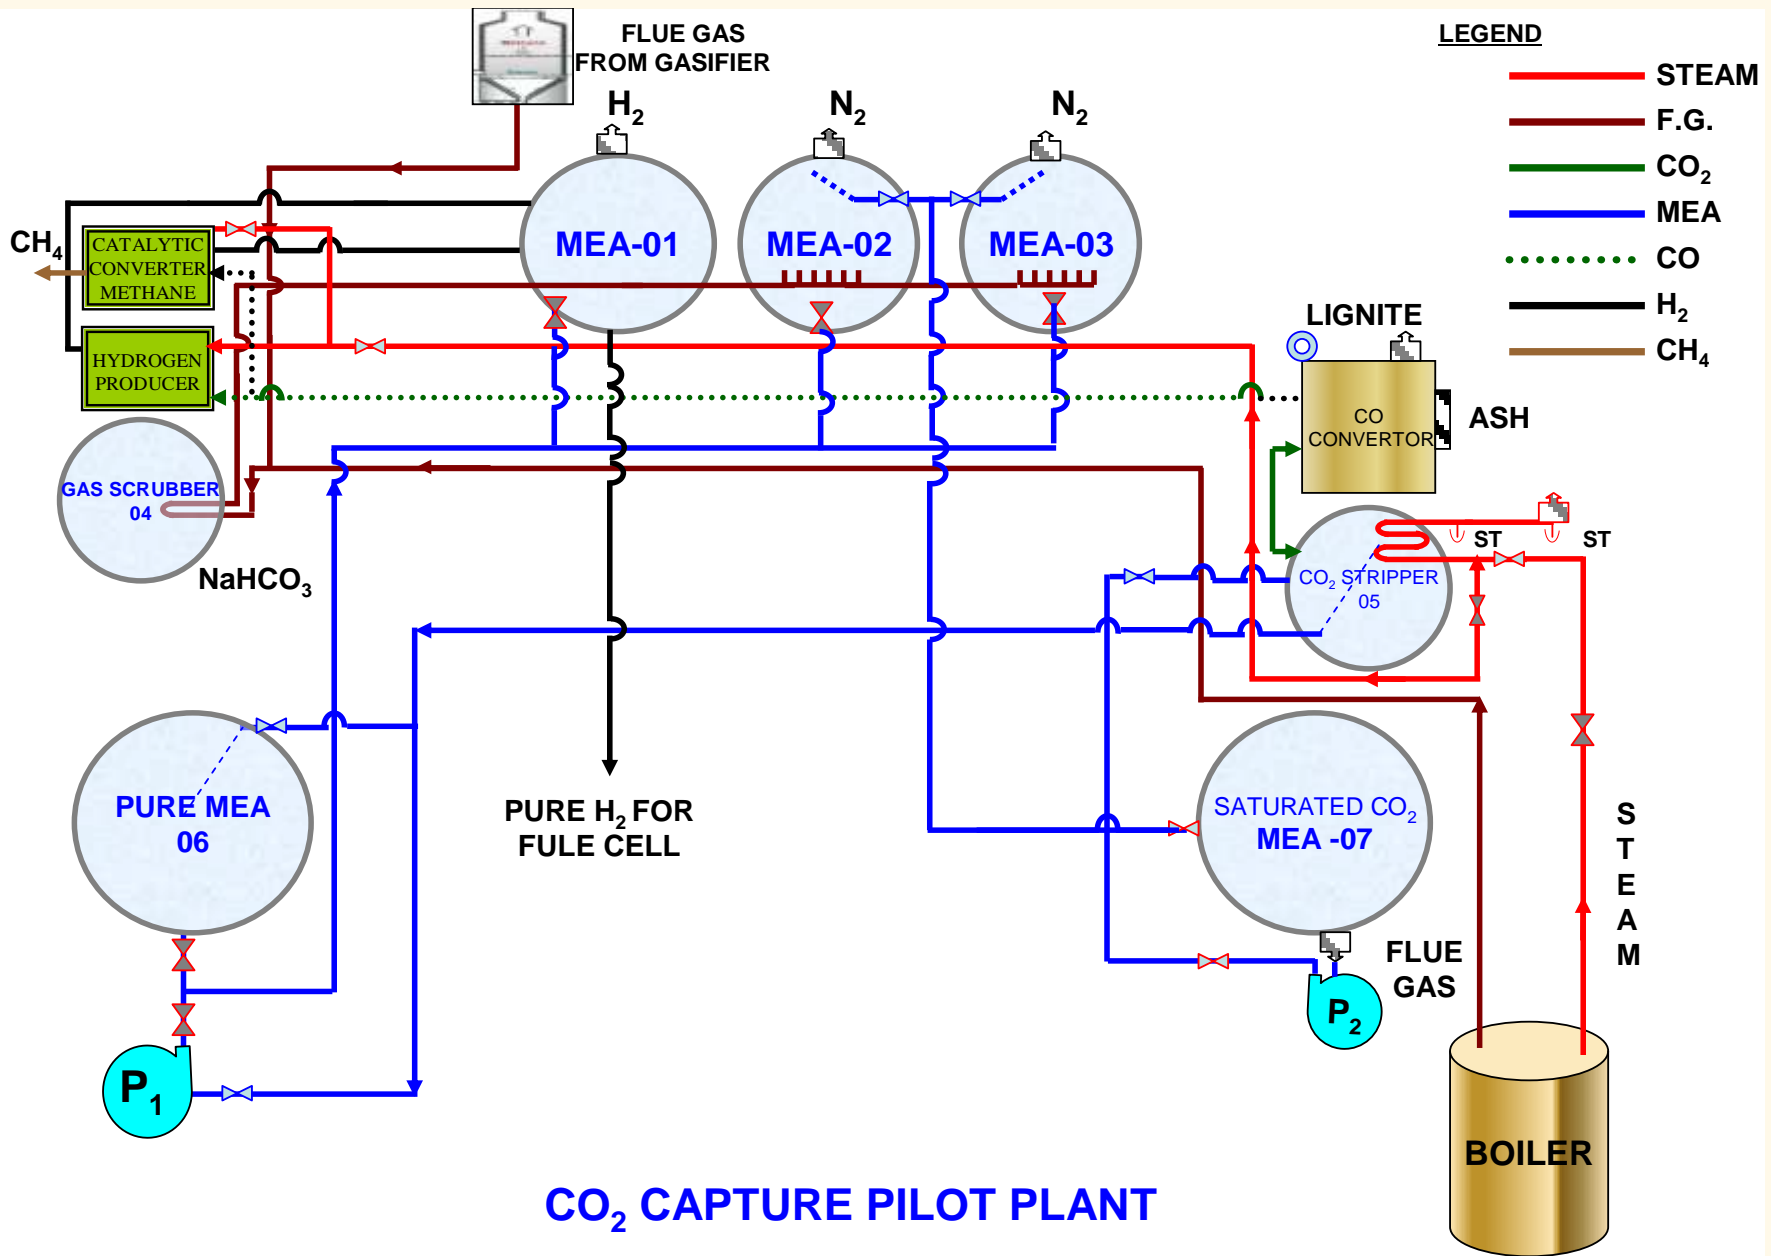 FLUE GAS
FROM GASIFIER
LEGEND
STEAM
F.G.
CO₂
MEA
CO
H₂
CH₄
H₂
N₂
N₂
MEA-01
MEA-02
MEA-03
CH₄
CATALYTIC
CONVERTER
METHANE
HYDROGEN
PRODUCER
LIGNITE
CO
CONVERTOR
ASH
GAS SCRUBBER
04
NaHCO₃
ST
ST
CO₂ STRIPPER
05
PURE MEA
06
PURE H₂ FOR
FULE CELL
SATURATED CO₂
MEA -07
STEAM
FLUE
GAS
P₁
P₂
BOILER
CO₂ CAPTURE PILOT PLANT